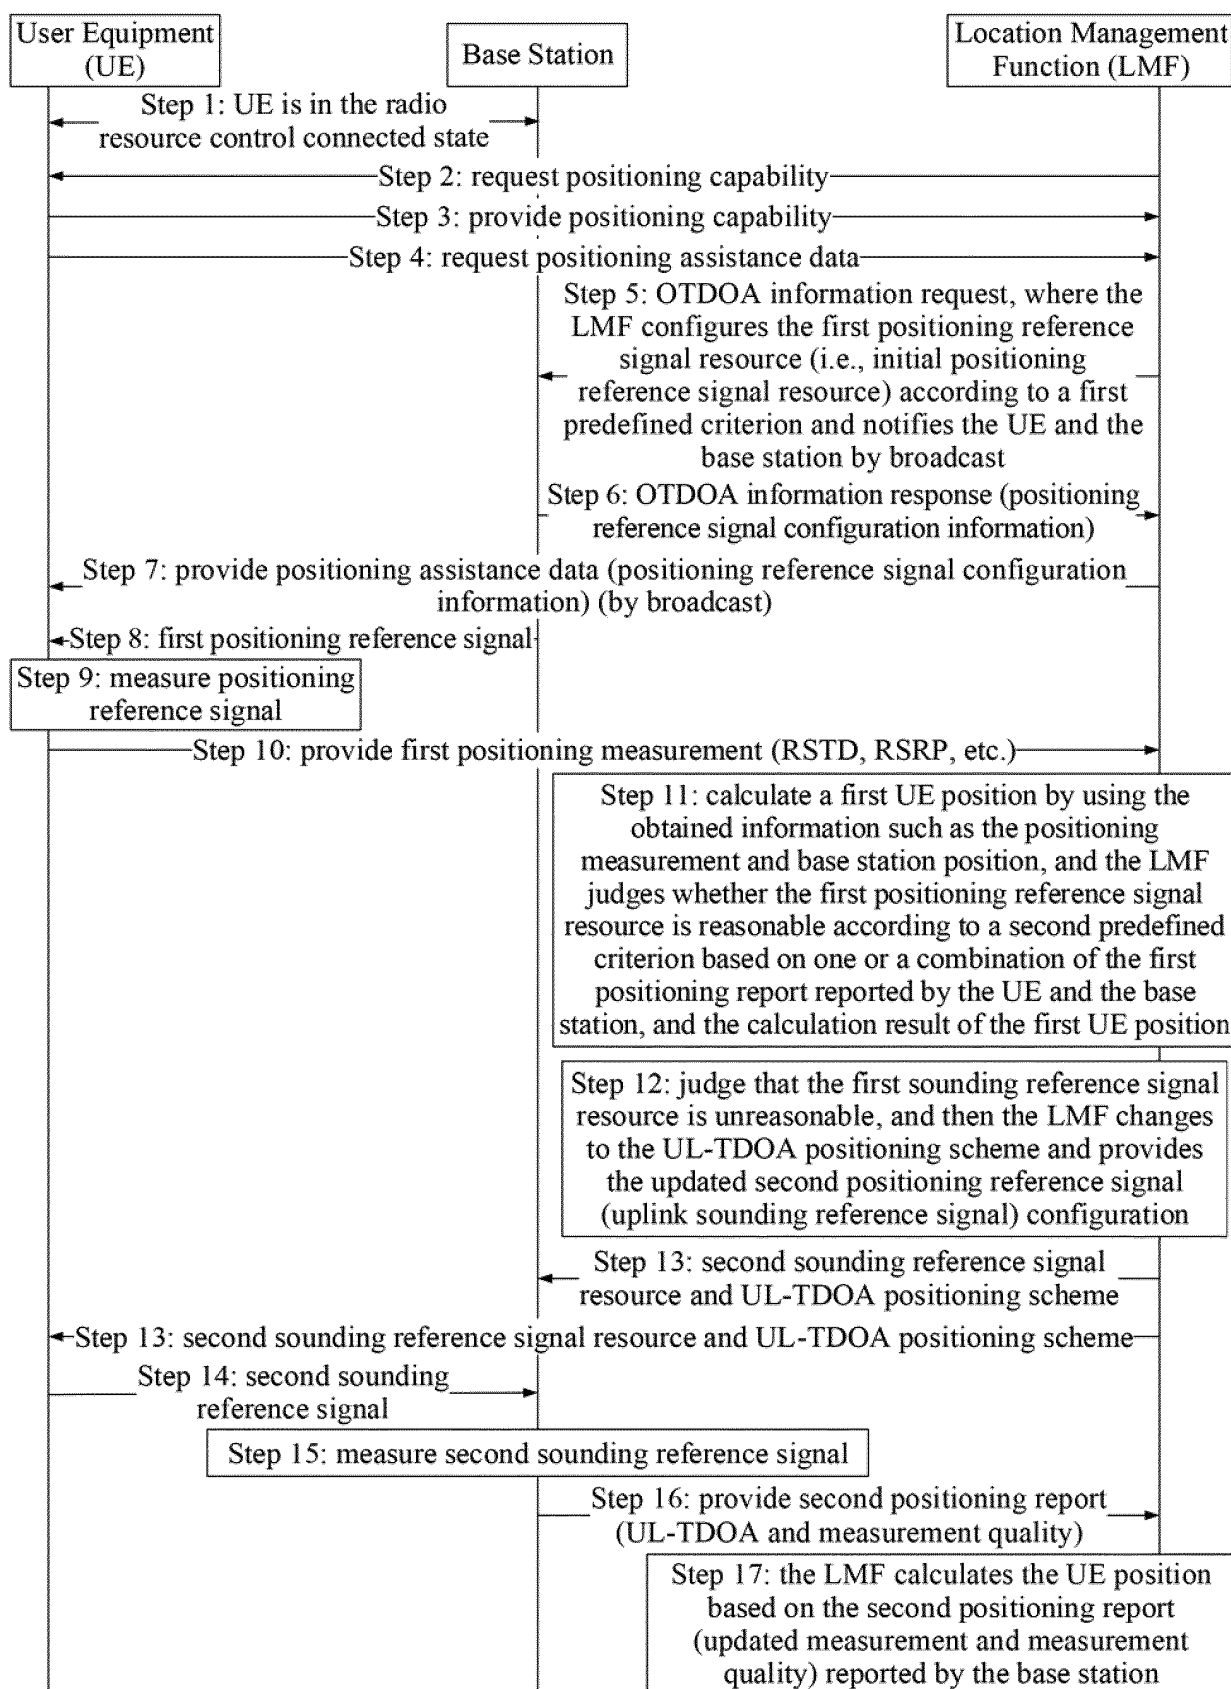 User Equipment
(UE)
Base Station
Location Management
Function (LMF)
Step 1: UE is in the radio
resource control connected state
Step 2: request positioning capability
Step 3: provide positioning capability
Step 4: request positioning assistance data
Step 5: OTDOA information request, where the
LMF configures the first positioning reference
signal resource (i.e., initial positioning
reference signal resource) according to a first
predefined criterion and notifies the UE and the
base station by broadcast
Step 6: OTDOA information response (positioning
reference signal configuration information)
Step 7: provide positioning assistance data (positioning reference signal configuration
information) (by broadcast)
Step 8: first positioning reference signal
Step 9: measure positioning
reference signal
Step 10: provide first positioning measurement (RSTD, RSRP, etc.)
Step 11: calculate a first UE position by using the
obtained information such as the positioning
measurement and base station position, and the LMF
judges whether the first positioning reference signal
resource is reasonable according to a second predefined
criterion based on one or a combination of the first
positioning report reported by the UE and the base
station, and the calculation result of the first UE position
Step 12: judge that the first sounding reference signal
resource is unreasonable, and then the LMF changes
to the UL-TDOA positioning scheme and provides
the updated second positioning reference signal
(uplink sounding reference signal) configuration
Step 13: second sounding reference signal
resource and UL-TDOA positioning scheme
Step 13: second sounding reference signal resource and UL-TDOA positioning scheme
Step 14: second sounding
reference signal
Step 15: measure second sounding reference signal
Step 16: provide second positioning report
(UL-TDOA and measurement quality)
Step 17: the LMF calculates the UE position
based on the second positioning report
(updated measurement and measurement
quality) reported by the base station